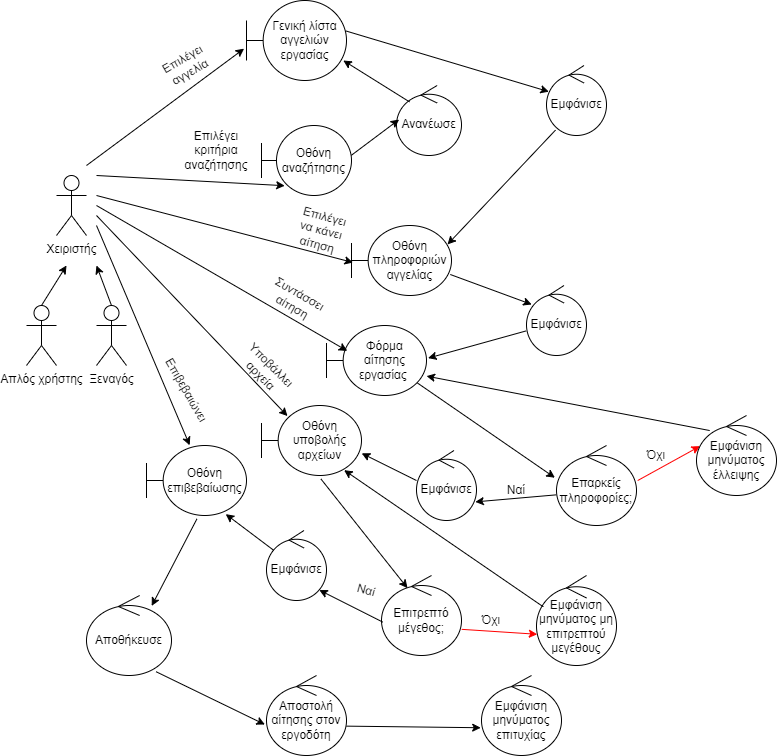 Γενική λίστα
αγγελιών
εργασίας
Επιλέγει
αγγελία
Εμφάνισε
Ανανέωσε
Επιλέγει
κριτήρια
αναζήτησης
Οθόνη
αναζήτησης
Χειριστής
Επιλέγει
να κάνει
αίτηση
Οθόνη
πληροφοριών
αγγελίας
Συντάσσει
αίτηση
Εμφάνισε
Απλός χρήστης
Ξεναγός
Φόρμα
αίτησης
εργασίας
Επιβεβαιώνει
Υποβάλλει
αρχεία
Οθόνη
υποβολής
αρχείων
Εμφάνισε
Ναί
Επαρκείς
πληροφορίες;
Όχι
Εμφάνιση
μηνύματος
έλλειψης
Οθόνη
επιβεβαίωσης
Εμφάνισε
Ναί
Επιτρεπτό
μέγεθος;
Όχι
Εμφάνιση
μηνύματος μη
επιτρεπτού
μεγέθους
Αποθήκευσε
Αποστολή
αίτησης στον
εργοδότη
Εμφάνιση
μηνύματος
επιτυχίας